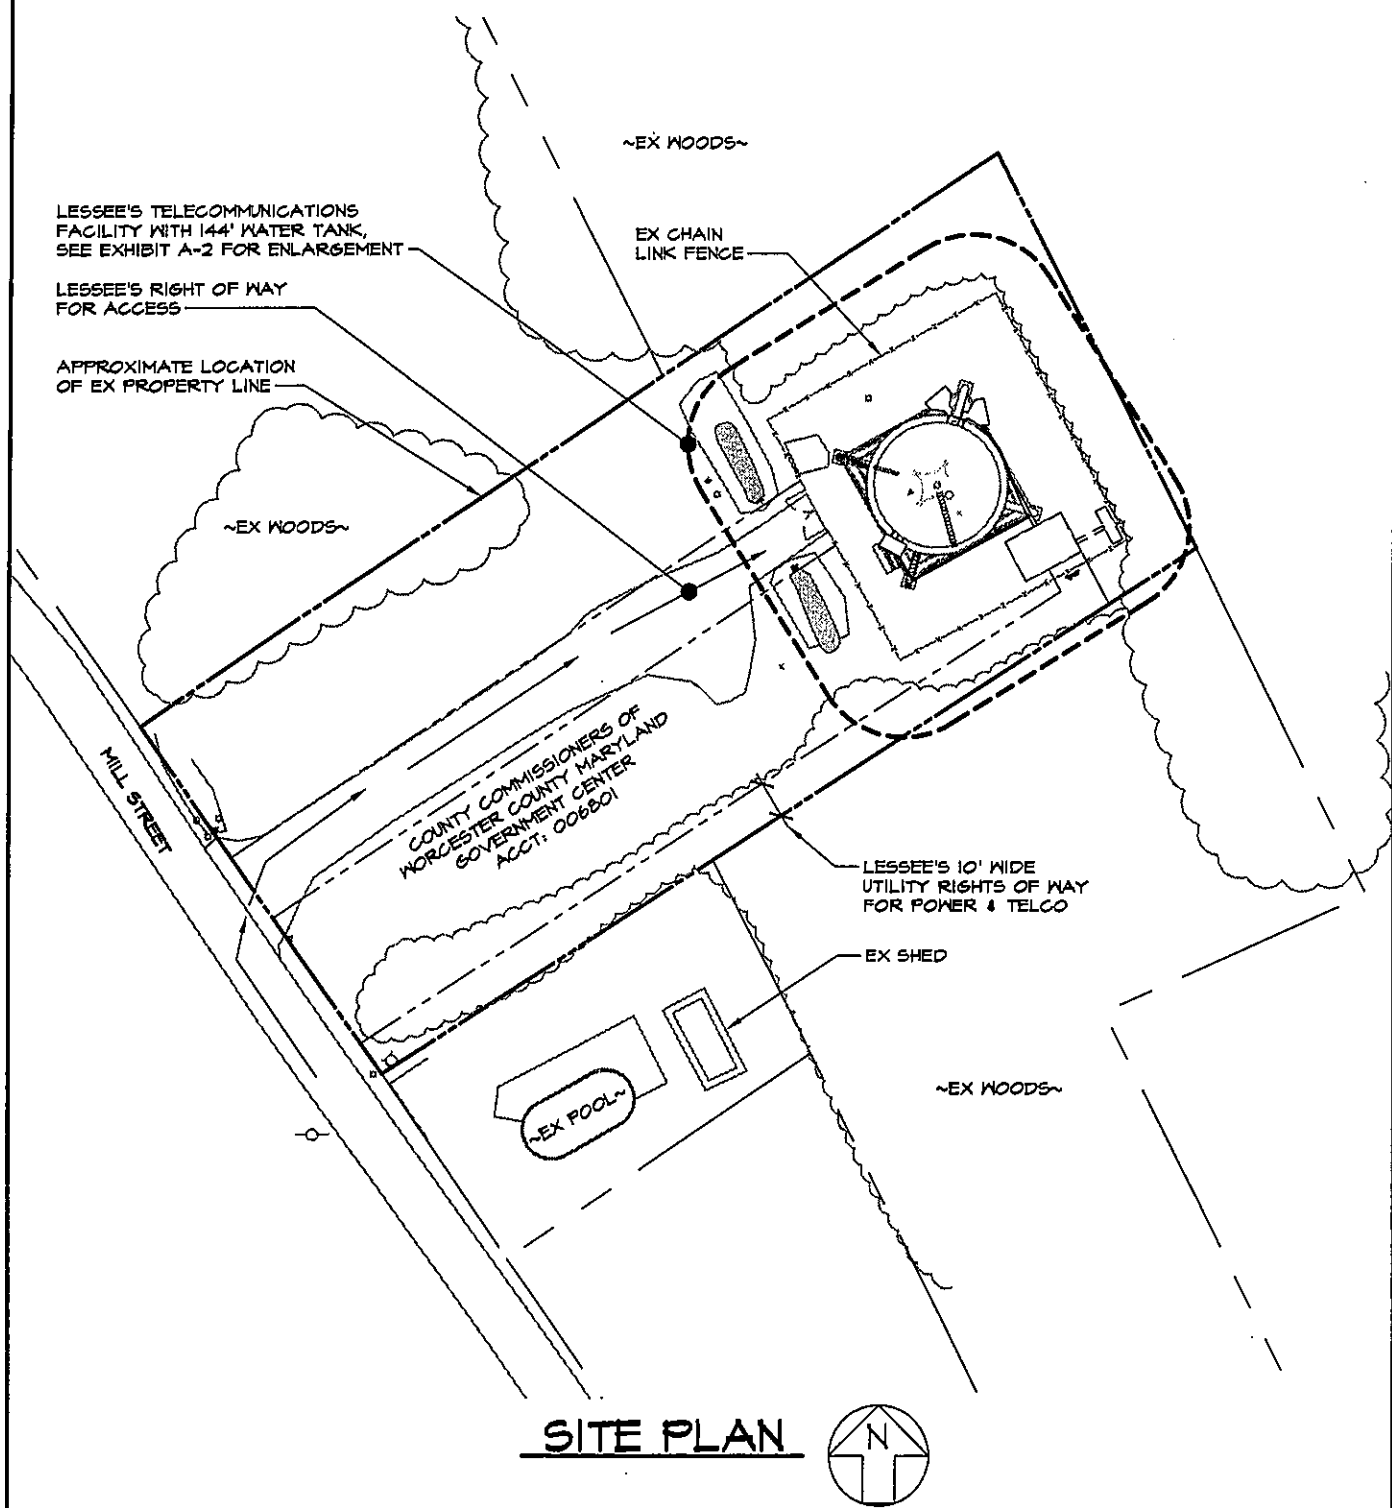 ~EX WOODS~
LESSEE'S TELECOMMUNICATIONS
FACILITY WITH 144' WATER TANK,
SEE EXHIBIT A-2 FOR ENLARGEMENT
EX CHAIN
LINK FENCE
LESSEE'S RIGHT OF WAY
FOR ACCESS
APPROXIMATE LOCATION
OF EX PROPERTY LINE
~EX WOODS~
MILL STREET
COUNTY COMMISSIONERS OF
WORCESTER COUNTY MARYLAND
GOVERNMENT CENTER
ACCT: 006801
LESSEE'S 10' WIDE
UTILITY RIGHTS OF WAY
FOR POWER & TELCO
EX SHED
~EX WOODS~
~EX POOL~
SITE PLAN
N